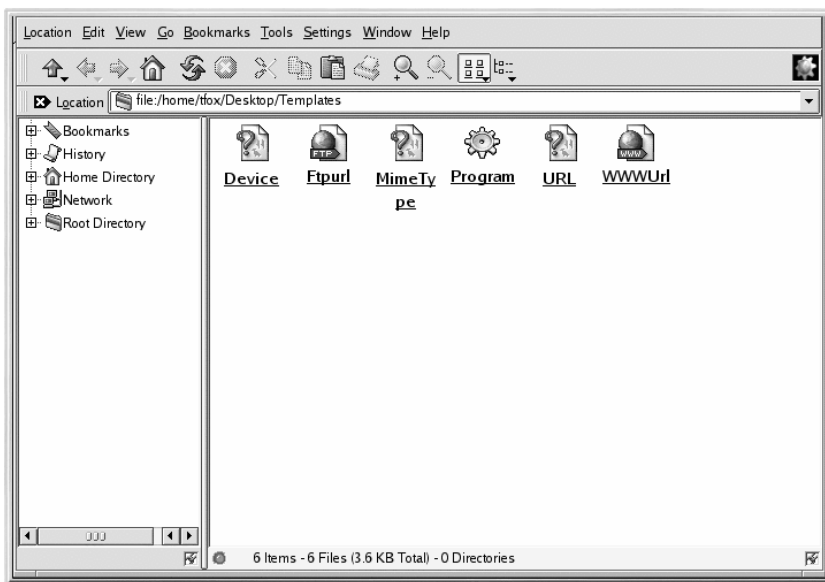 Location Edit View Go Bookmarks Tools Settings Window Help
Location file:/home/tfox/Desktop/Templates
Bookmarks
History
Home Directory
Network
Root Directory
Device Ftpurl MimeTy
pe Program URL WWWUrl
FTP WWW
6 Items - 6 Files (3.6 KB Total) - 0 Directories